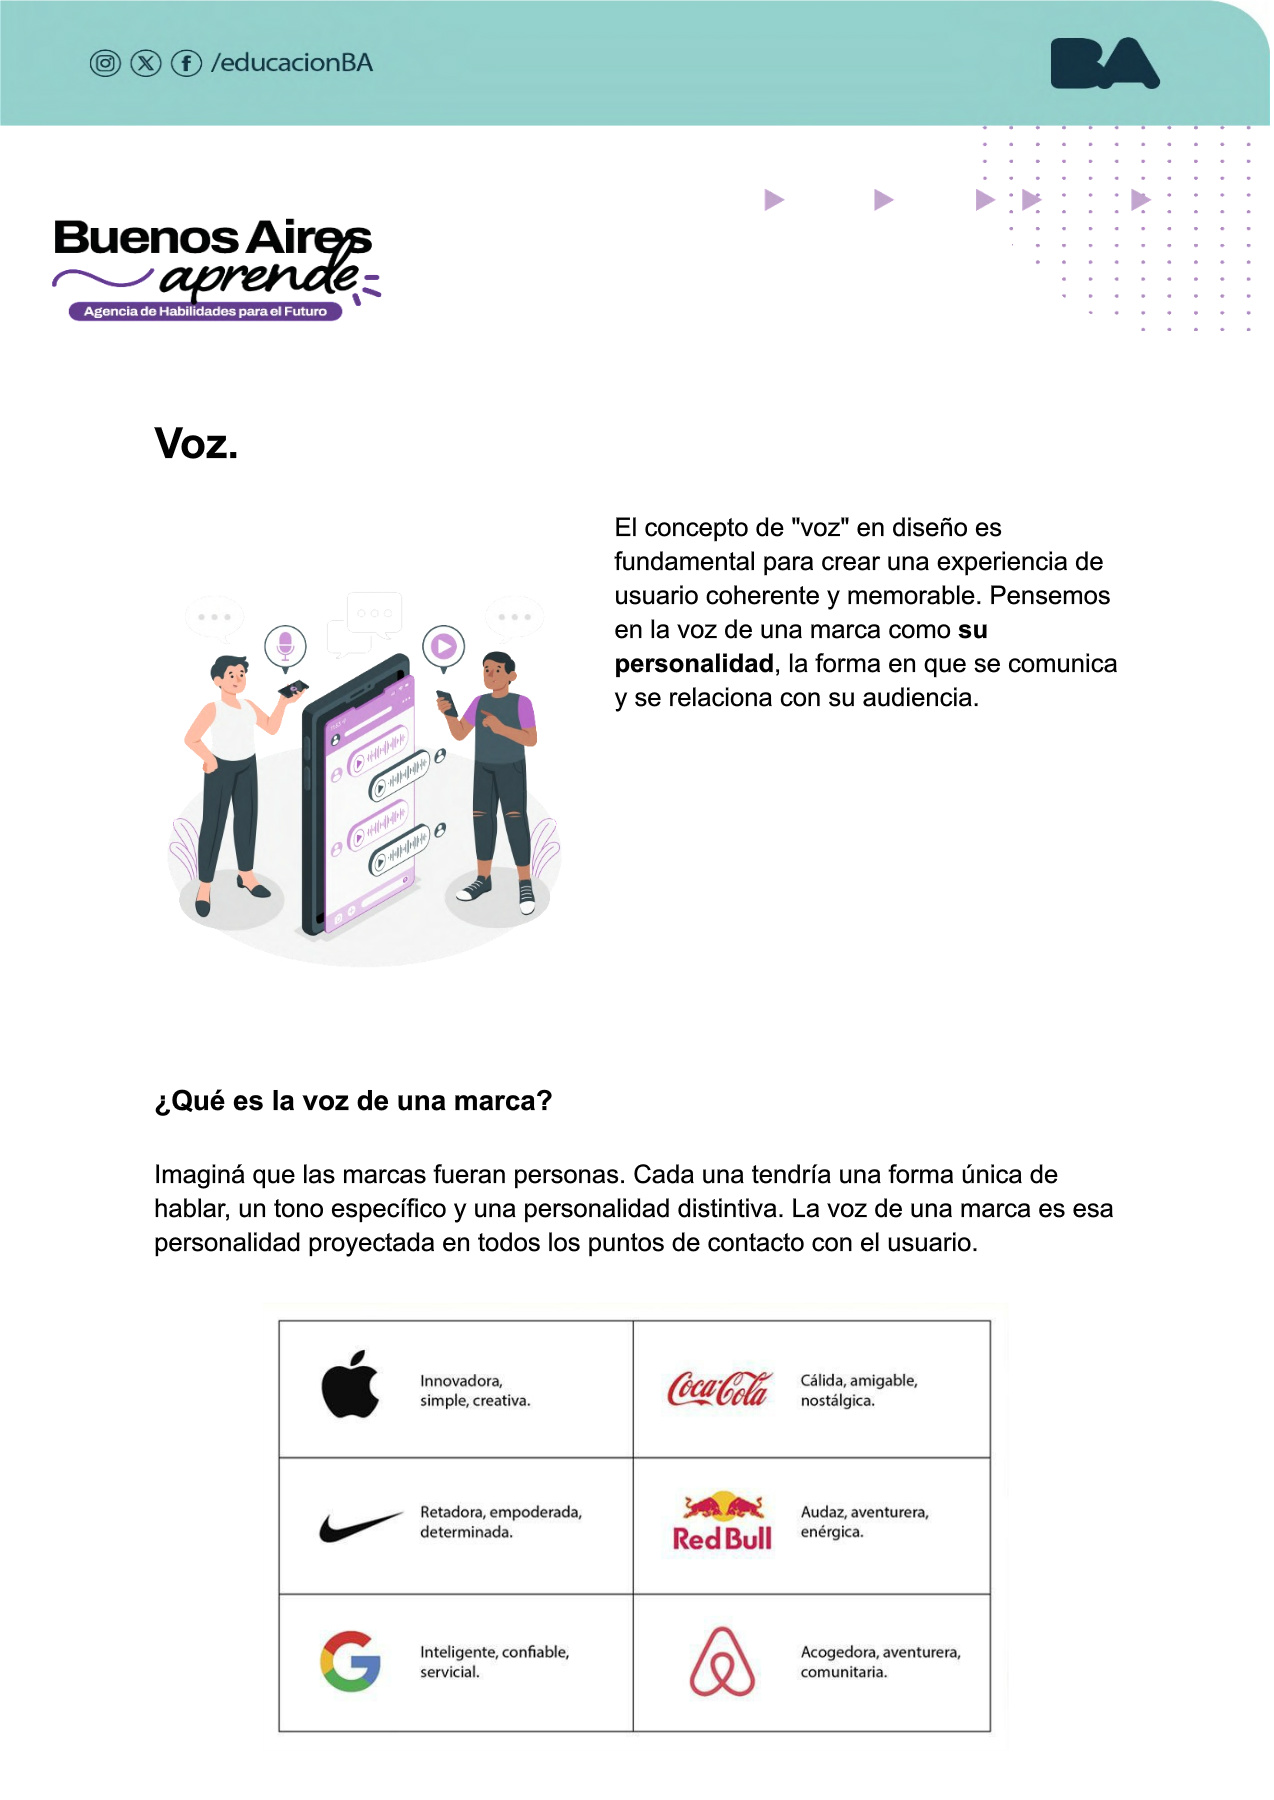 /educacionBA
BA
Buenos Aires
aprende
Agencia de Habilidades para el Futuro
Voz.
El concepto de "voz" en diseño es
fundamental para crear una experiencia de
usuario coherente y memorable. Pensemos
en la voz de una marca como su
personalidad, la forma en que se comunica
y se relaciona con su audiencia.
¿Qué es la voz de una marca?
Imaginá que las marcas fueran personas. Cada una tendría una forma única de
hablar, un tono específico y una personalidad distintiva. La voz de una marca es esa
personalidad proyectada en todos los puntos de contacto con el usuario.
Innovadora,
simple, creativa.
Coca-Cola
Cálida, amigable,
nostálgica.
Retadora, empoderada,
determinada.
Red Bull
Audaz, aventurera,
enérgica.
Inteligente, confiable,
servicial.
Acogedora, aventurera,
comunitaria.